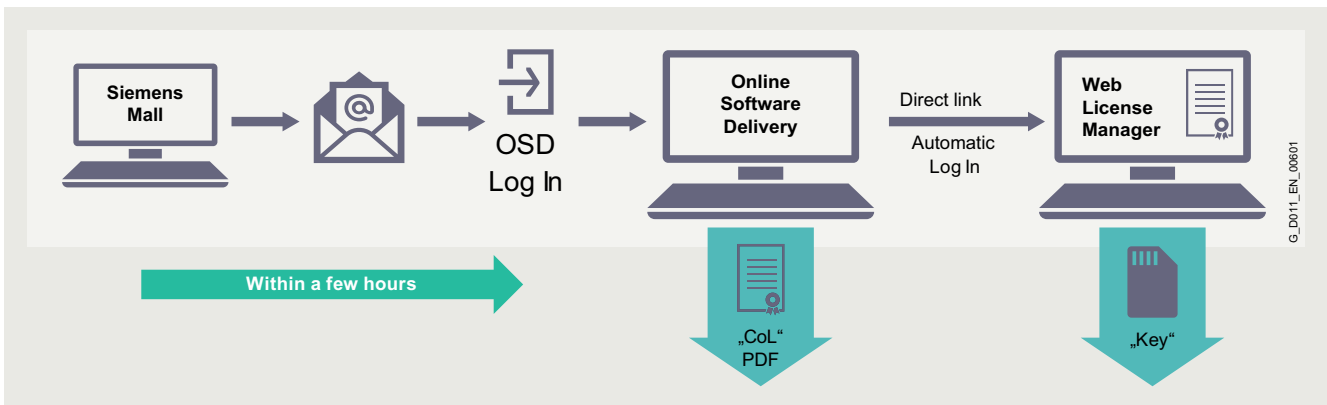 Siemens
Mall
@
OSD
Log In
Online
Software
Delivery
Direct link
Automatic
Log In
Web
License
Manager
G_D011_EN_00601
Within a few hours
„CoL“
PDF
„Key“